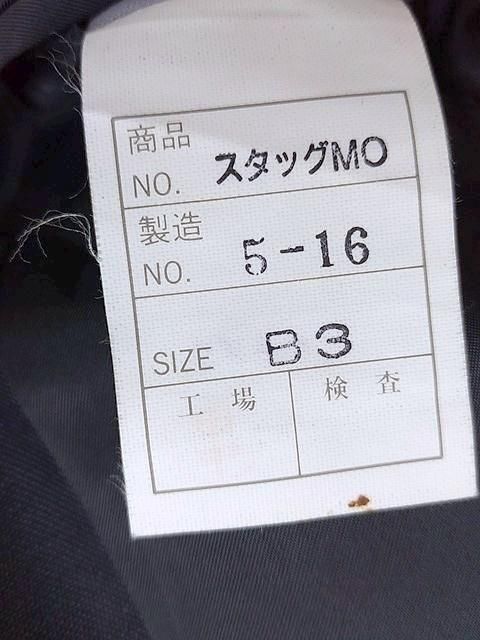 商品
NO. スタッグMO
製造
NO. 5-16
SIZE B3
工場 検査